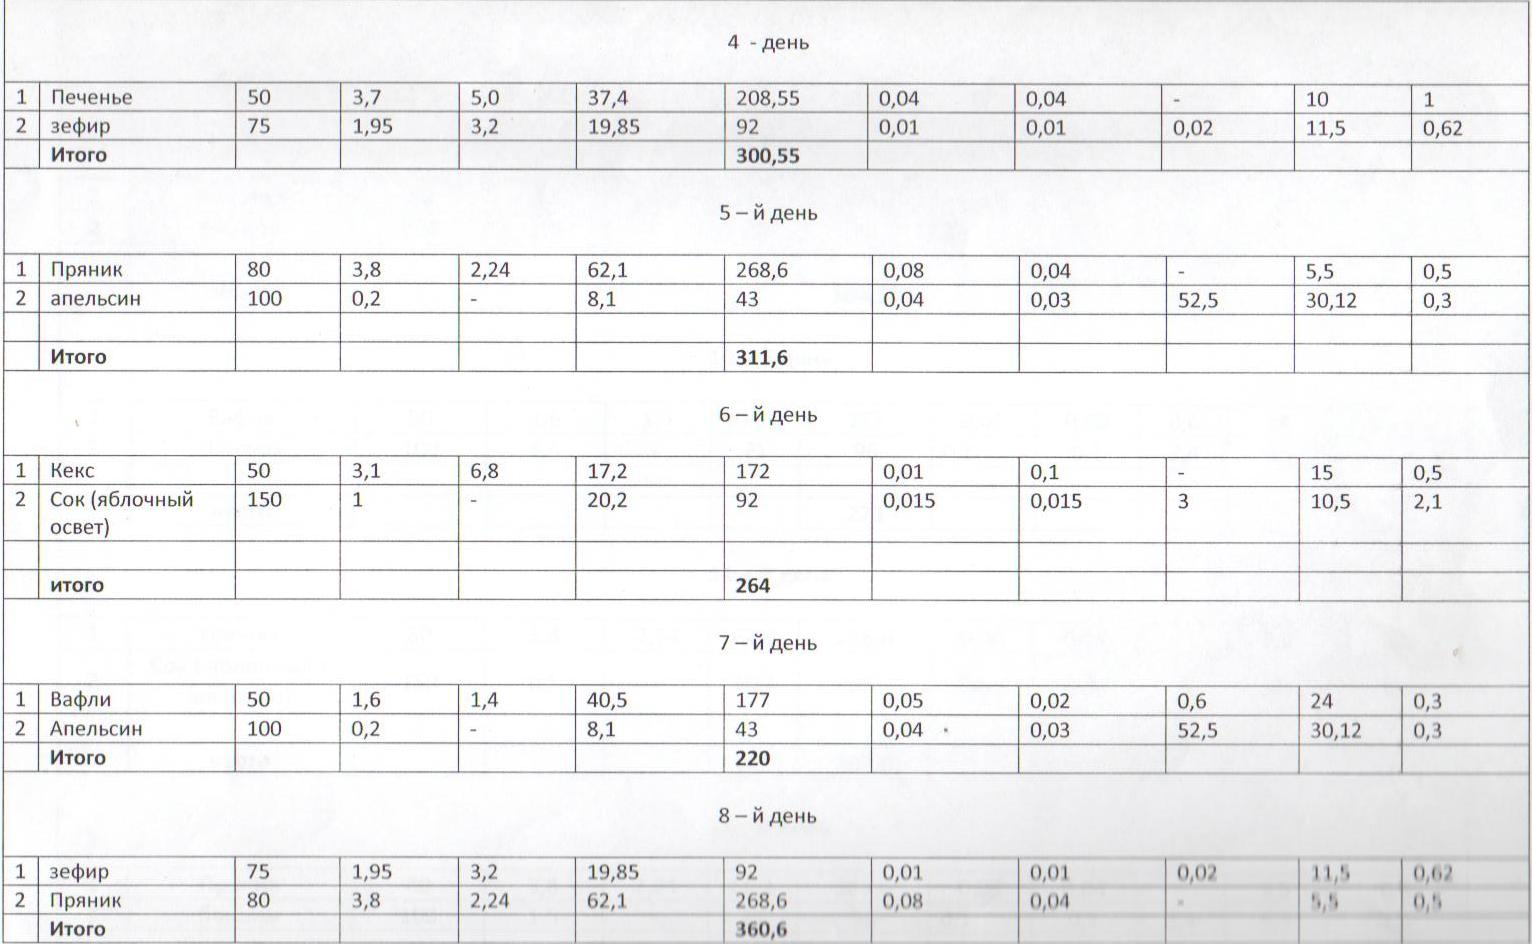 4 - день
1 Печенье 50 3,7 5,0 37,4 208,55 0,04 0,04 - 10 1
2 зефир 75 1,95 3,2 19,85 92 0,01 0,01 0,02 11,5 0,62
Итого 300,55
5 – й день
1 Пряник 80 3,8 2,24 62,1 268,6 0,08 0,04 - 5,5 0,5
2 апельсин 100 0,2 - 8,1 43 0,04 0,03 52,5 30,12 0,3
Итого 311,6
6 – й день
1 Кекс 50 3,1 6,8 17,2 172 0,01 0,1 - 15 0,5
2 Сок (яблочный 150 1 - 20,2 92 0,015 0,015 3 10,5 2,1
освет)
итого 264
7 – й день
1 Вафли 50 1,6 1,4 40,5 177 0,05 0,02 0,6 24 0,3
2 Апельсин 100 0,2 - 8,1 43 0,04 0,03 52,5 30,12 0,3
Итого 220
8 – й день
1 зефир 75 1,95 3,2 19,85 92 0,01 0,01 0,02 11,5 0,62
2 Пряник 80 3,8 2,24 62,1 268,6 0,08 0,04 - 5,5 0,5
Итого 360,6